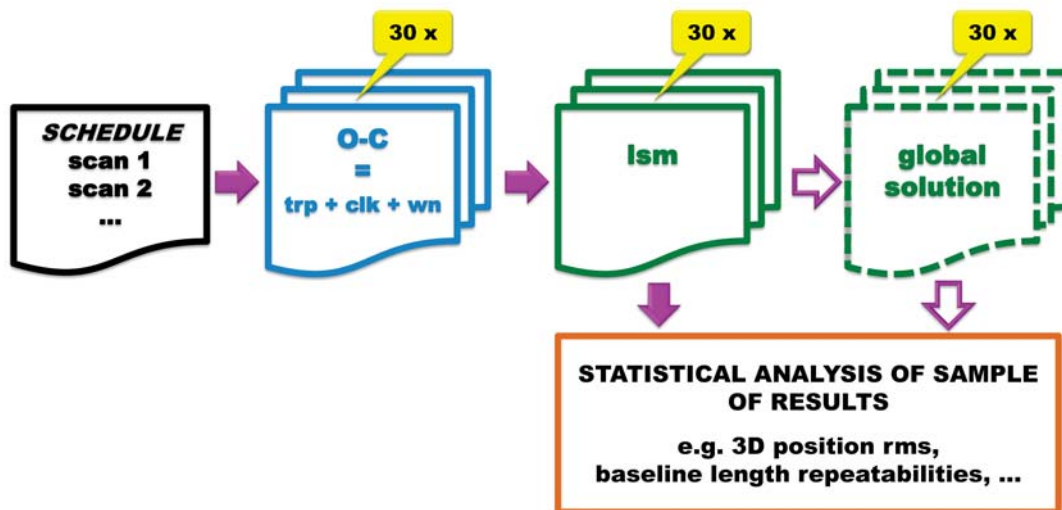 30 x
30 x
30 x
SCHEDULE
scan 1
scan 2
...
O-C
=
trp + clk + wn
lsm
global
solution
STATISTICAL ANALYSIS OF SAMPLE
OF RESULTS
e.g. 3D position rms,
baseline length repeatabilities, ...